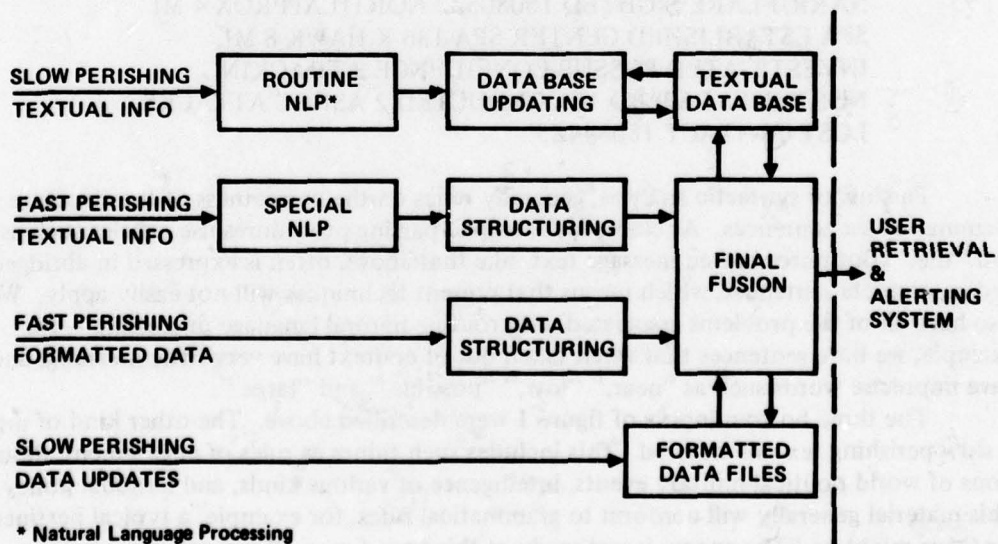 SLOW PERISHING
TEXTUAL INFO
ROUTINE
NLP*
DATA BASE
UPDATING
TEXTUAL
DATA BASE
FAST PERISHING
TEXTUAL INFO
SPECIAL
NLP
DATA
STRUCTURING
FINAL
FUSION
USER
RETRIEVAL
&
ALERTING
SYSTEM
FAST PERISHING
FORMATTED DATA
DATA
STRUCTURING
SLOW PERISHING
DATA UPDATES
FORMATTED
DATA FILES
* Natural Language Processing